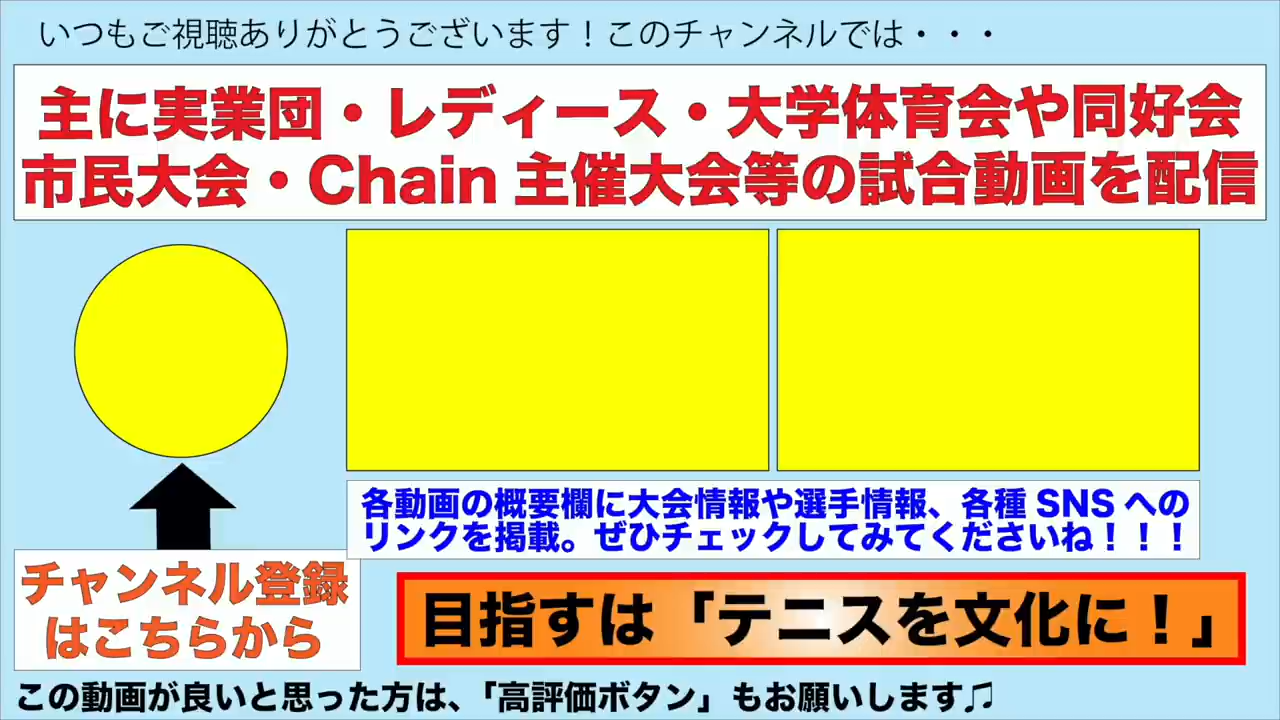 いつもご視聴ありがとうございます！このチャンネルでは・・・
主に実業団・レディース・大学体育会や同好会
市民大会・Chain 主催大会等の試合動画を配信
各動画の概要欄に大会情報や選手情報、各種 SNS への
リンクを掲載。ぜひチェックしてみてくださいね！！！
チャンネル登録
はこちらから
目指すは「テニスを文化に！」
この動画が良いと思った方は、「高評価ボタン」もお願いします♫